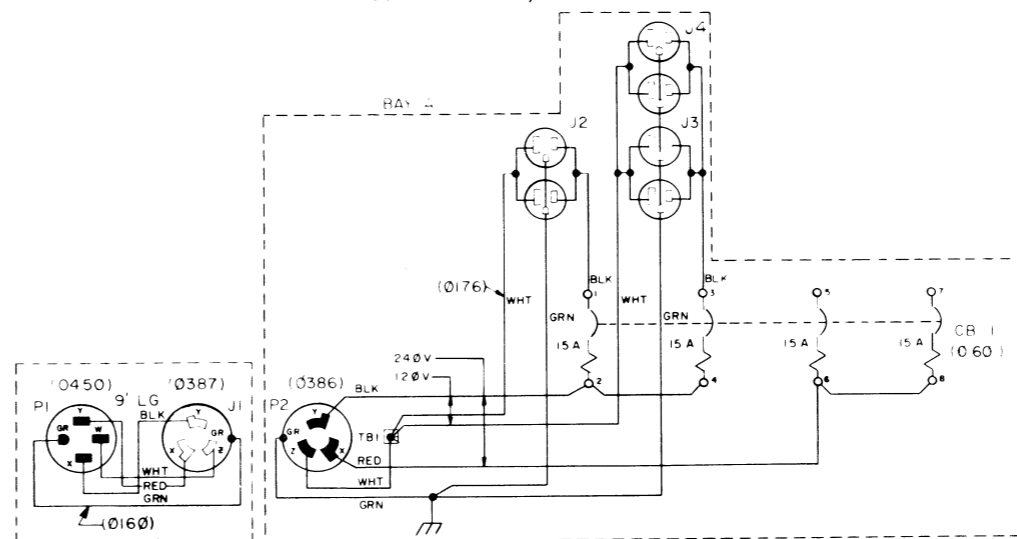 J4
BAY
J2
J3
(0176)
WHT
BLK
1
WHT
BLK
3
5
7
GRN
GRN
15 A
15 A
15 A
15 A
CB 1
(060)
240V
120V
2
4
6
8
(0450)
(0387)
(0386)
BLK
P1
9' LG
J1
P2
BLK
Y
Y
Y
GR
W
GR
GR
TB1
X
X
Z
Z
X
RED
WHT
RED
GRN
WHT
GRN
(0160)